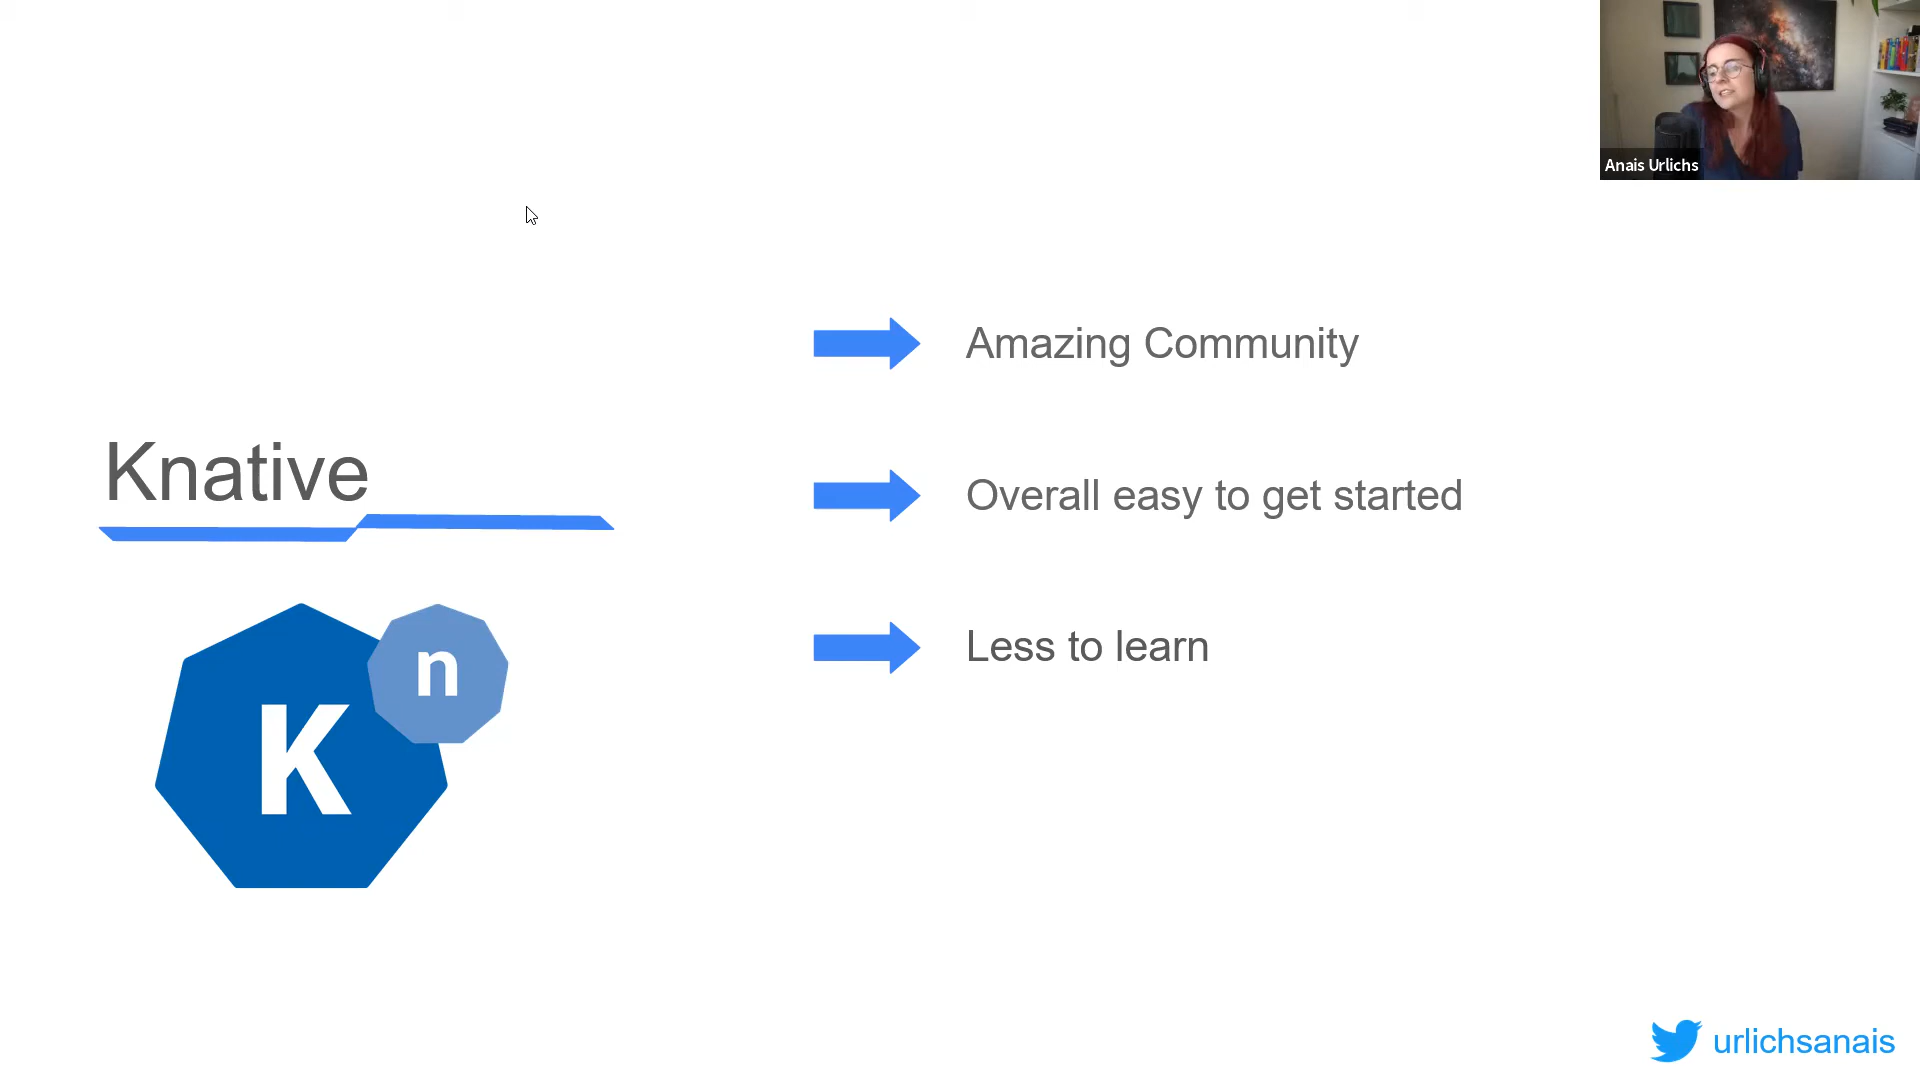 Anais Urlichs
Amazing Community
Knative
Overall easy to get started
Less to learn
K
n
urlichsanais